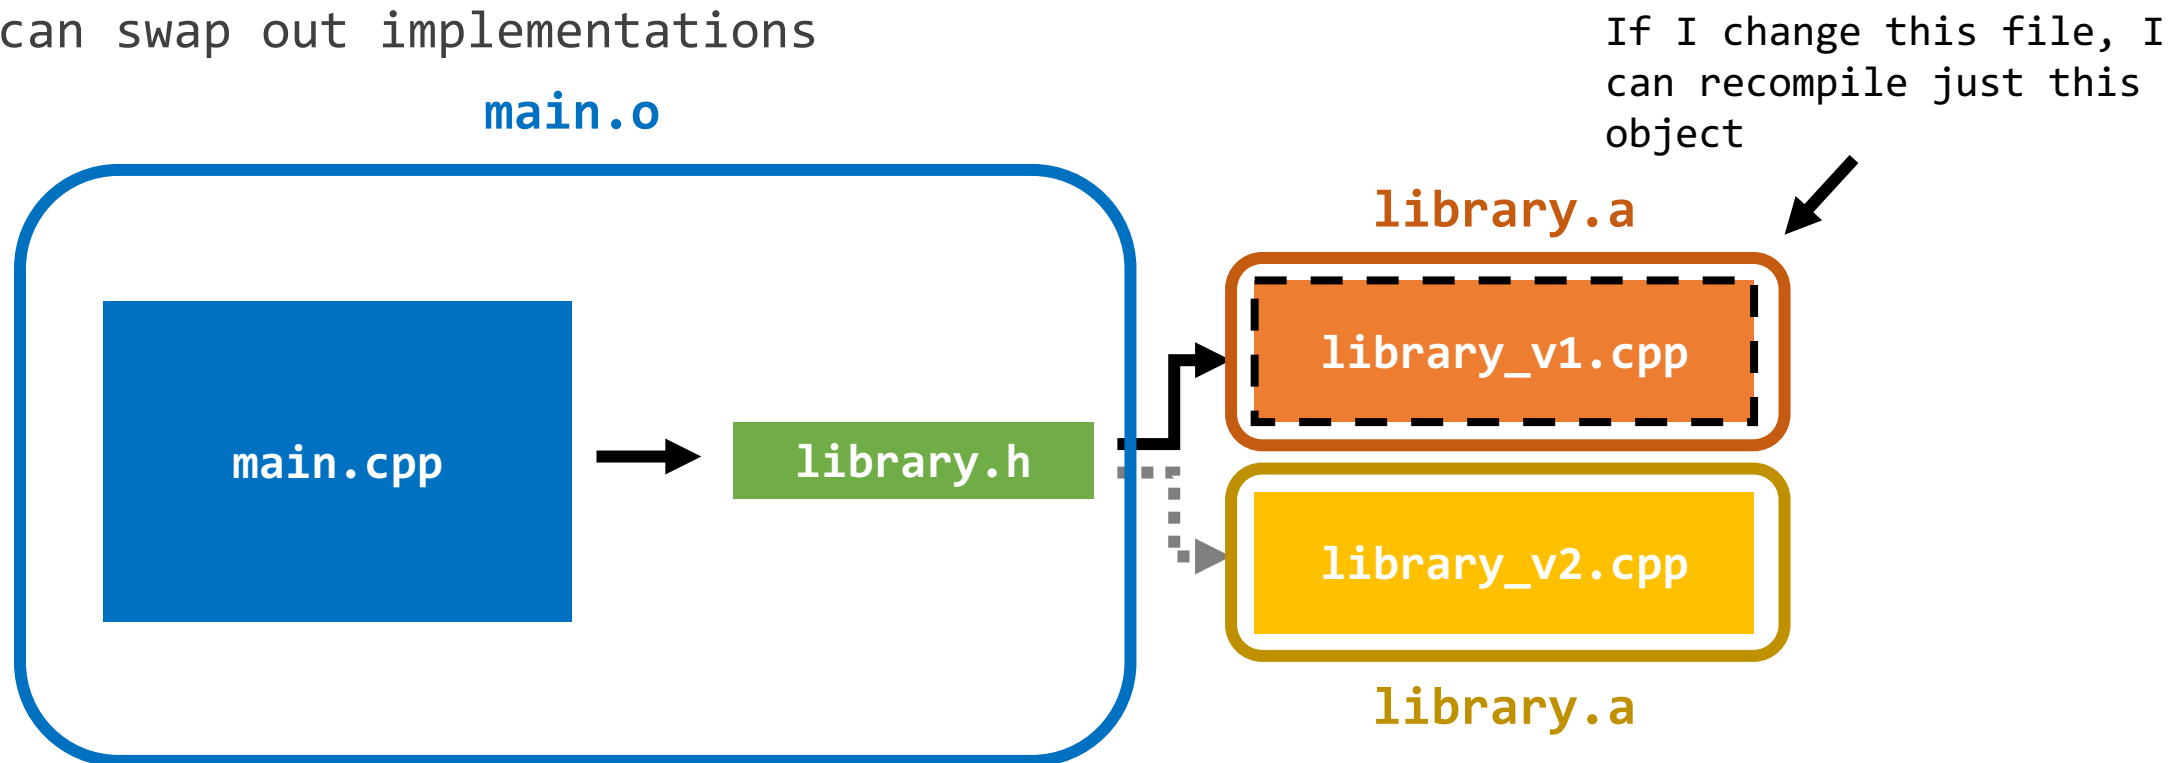 can swap out implementations
If I change this file, I
can recompile just this
object
main.o
library.a
library_v1.cpp
main.cpp
library.h
library_v2.cpp
library.a